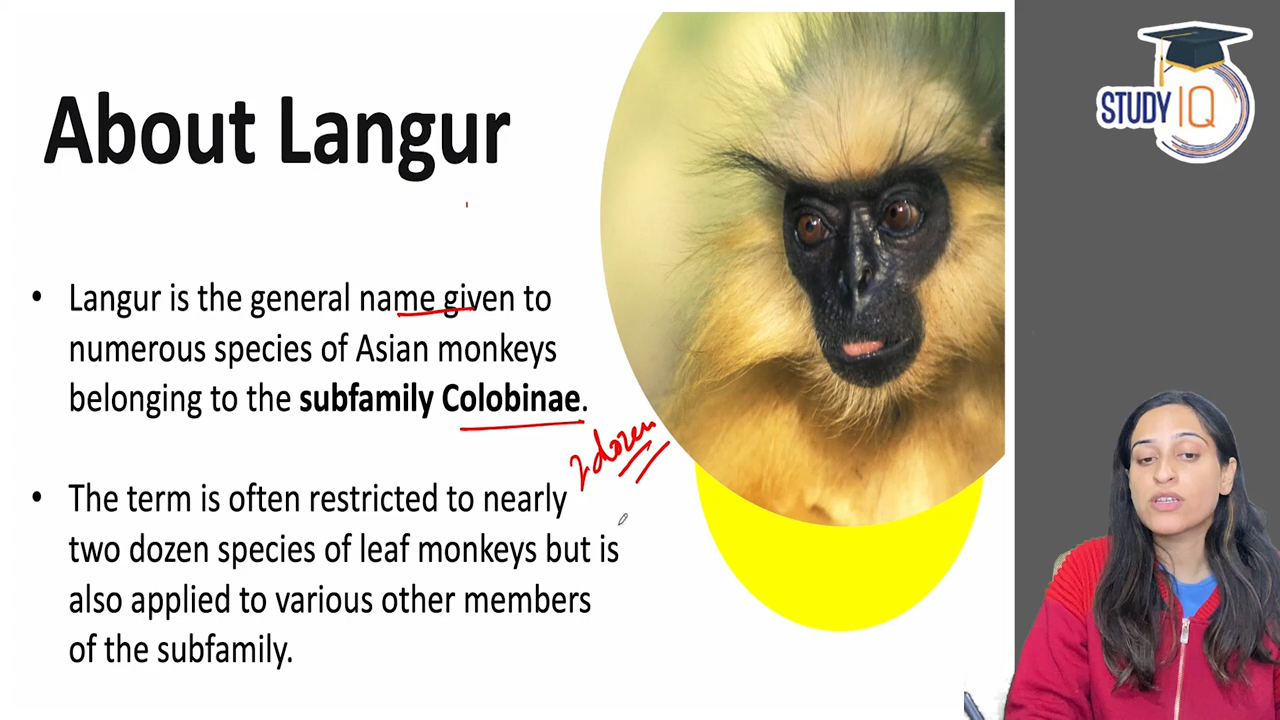 About Langur
• Langur is the general name given to
numerous species of Asian monkeys
belonging to the subfamily Colobinae.
2 dozen
• The term is often restricted to nearly
two dozen species of leaf monkeys but is
also applied to various other members
of the subfamily.
STUDY IQ